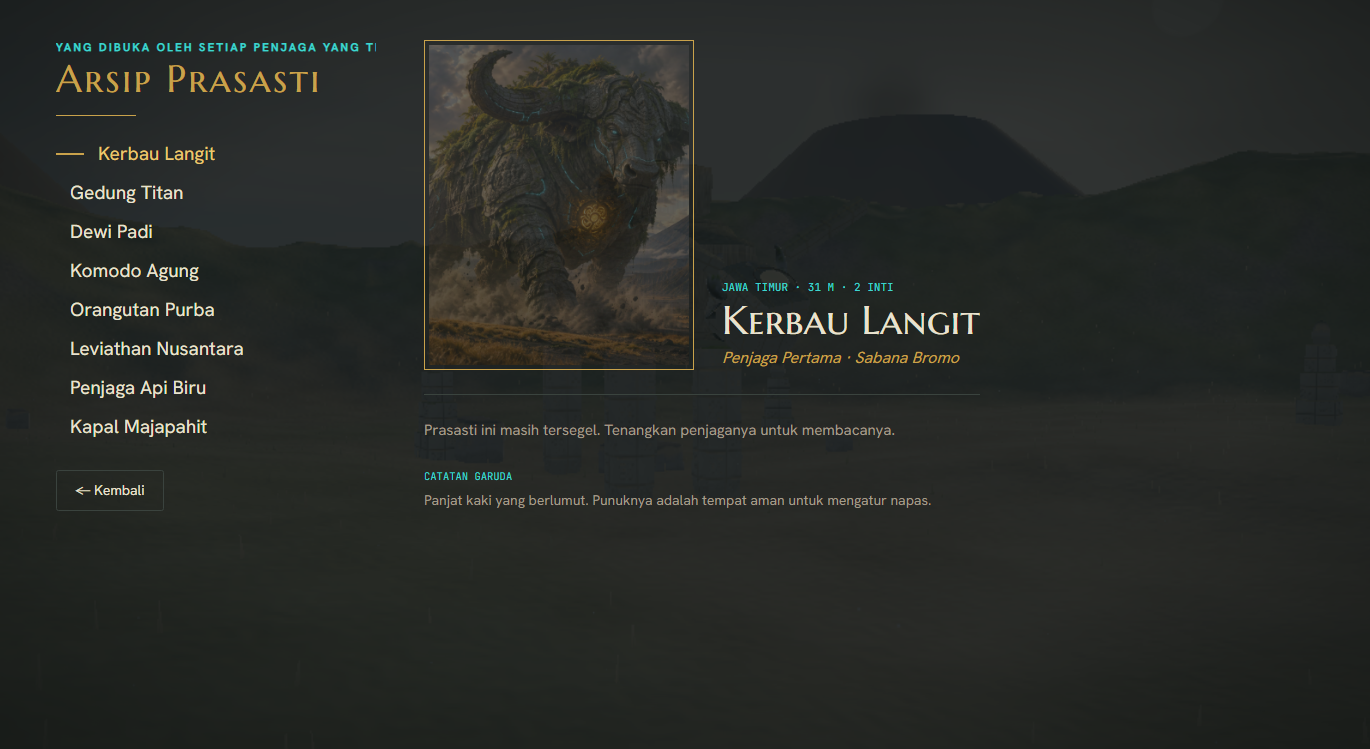 YANG DIBUKA OLEH SETIAP PENJAGA YANG
Arsip Prasasti
Kerbau Langit
Gedung Titan
Dewi Padi
Komodo Agung
Orangutan Purba
Leviathan Nusantara
Penjaga Api Biru
Kapal Majapahit
← Kembali
JAWA TIMUR · 31 M · 2 INTI
Kerbau Langit
Penjaga Pertama · Sabana Bromo
Prasasti ini masih tersegel. Tenangkan penjaganya untuk membacanya.
CATATAN GARUDA
Panjat kaki yang berlumut. Punuknya adalah tempat aman untuk mengatur napas.